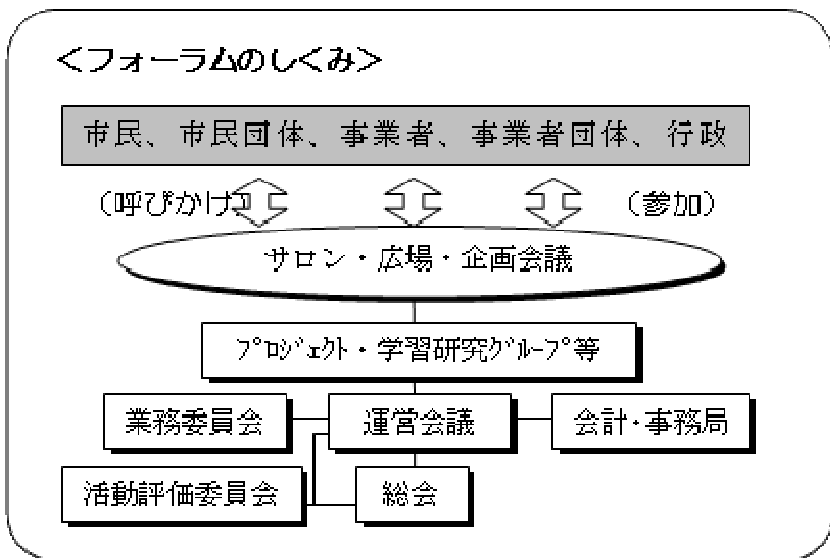 ＜フォーラムのしくみ＞
市民、市民団体、事業者、事業者団体、行政
（呼びかけ）
（参加）
サロン・広場・企画会議
ﾌﾟﾛｼﾞｪｸﾄ・学習研究ｸﾞﾙｰﾌﾟ等
業務委員会
運営会議
会計・事務局
活動評価委員会
総会